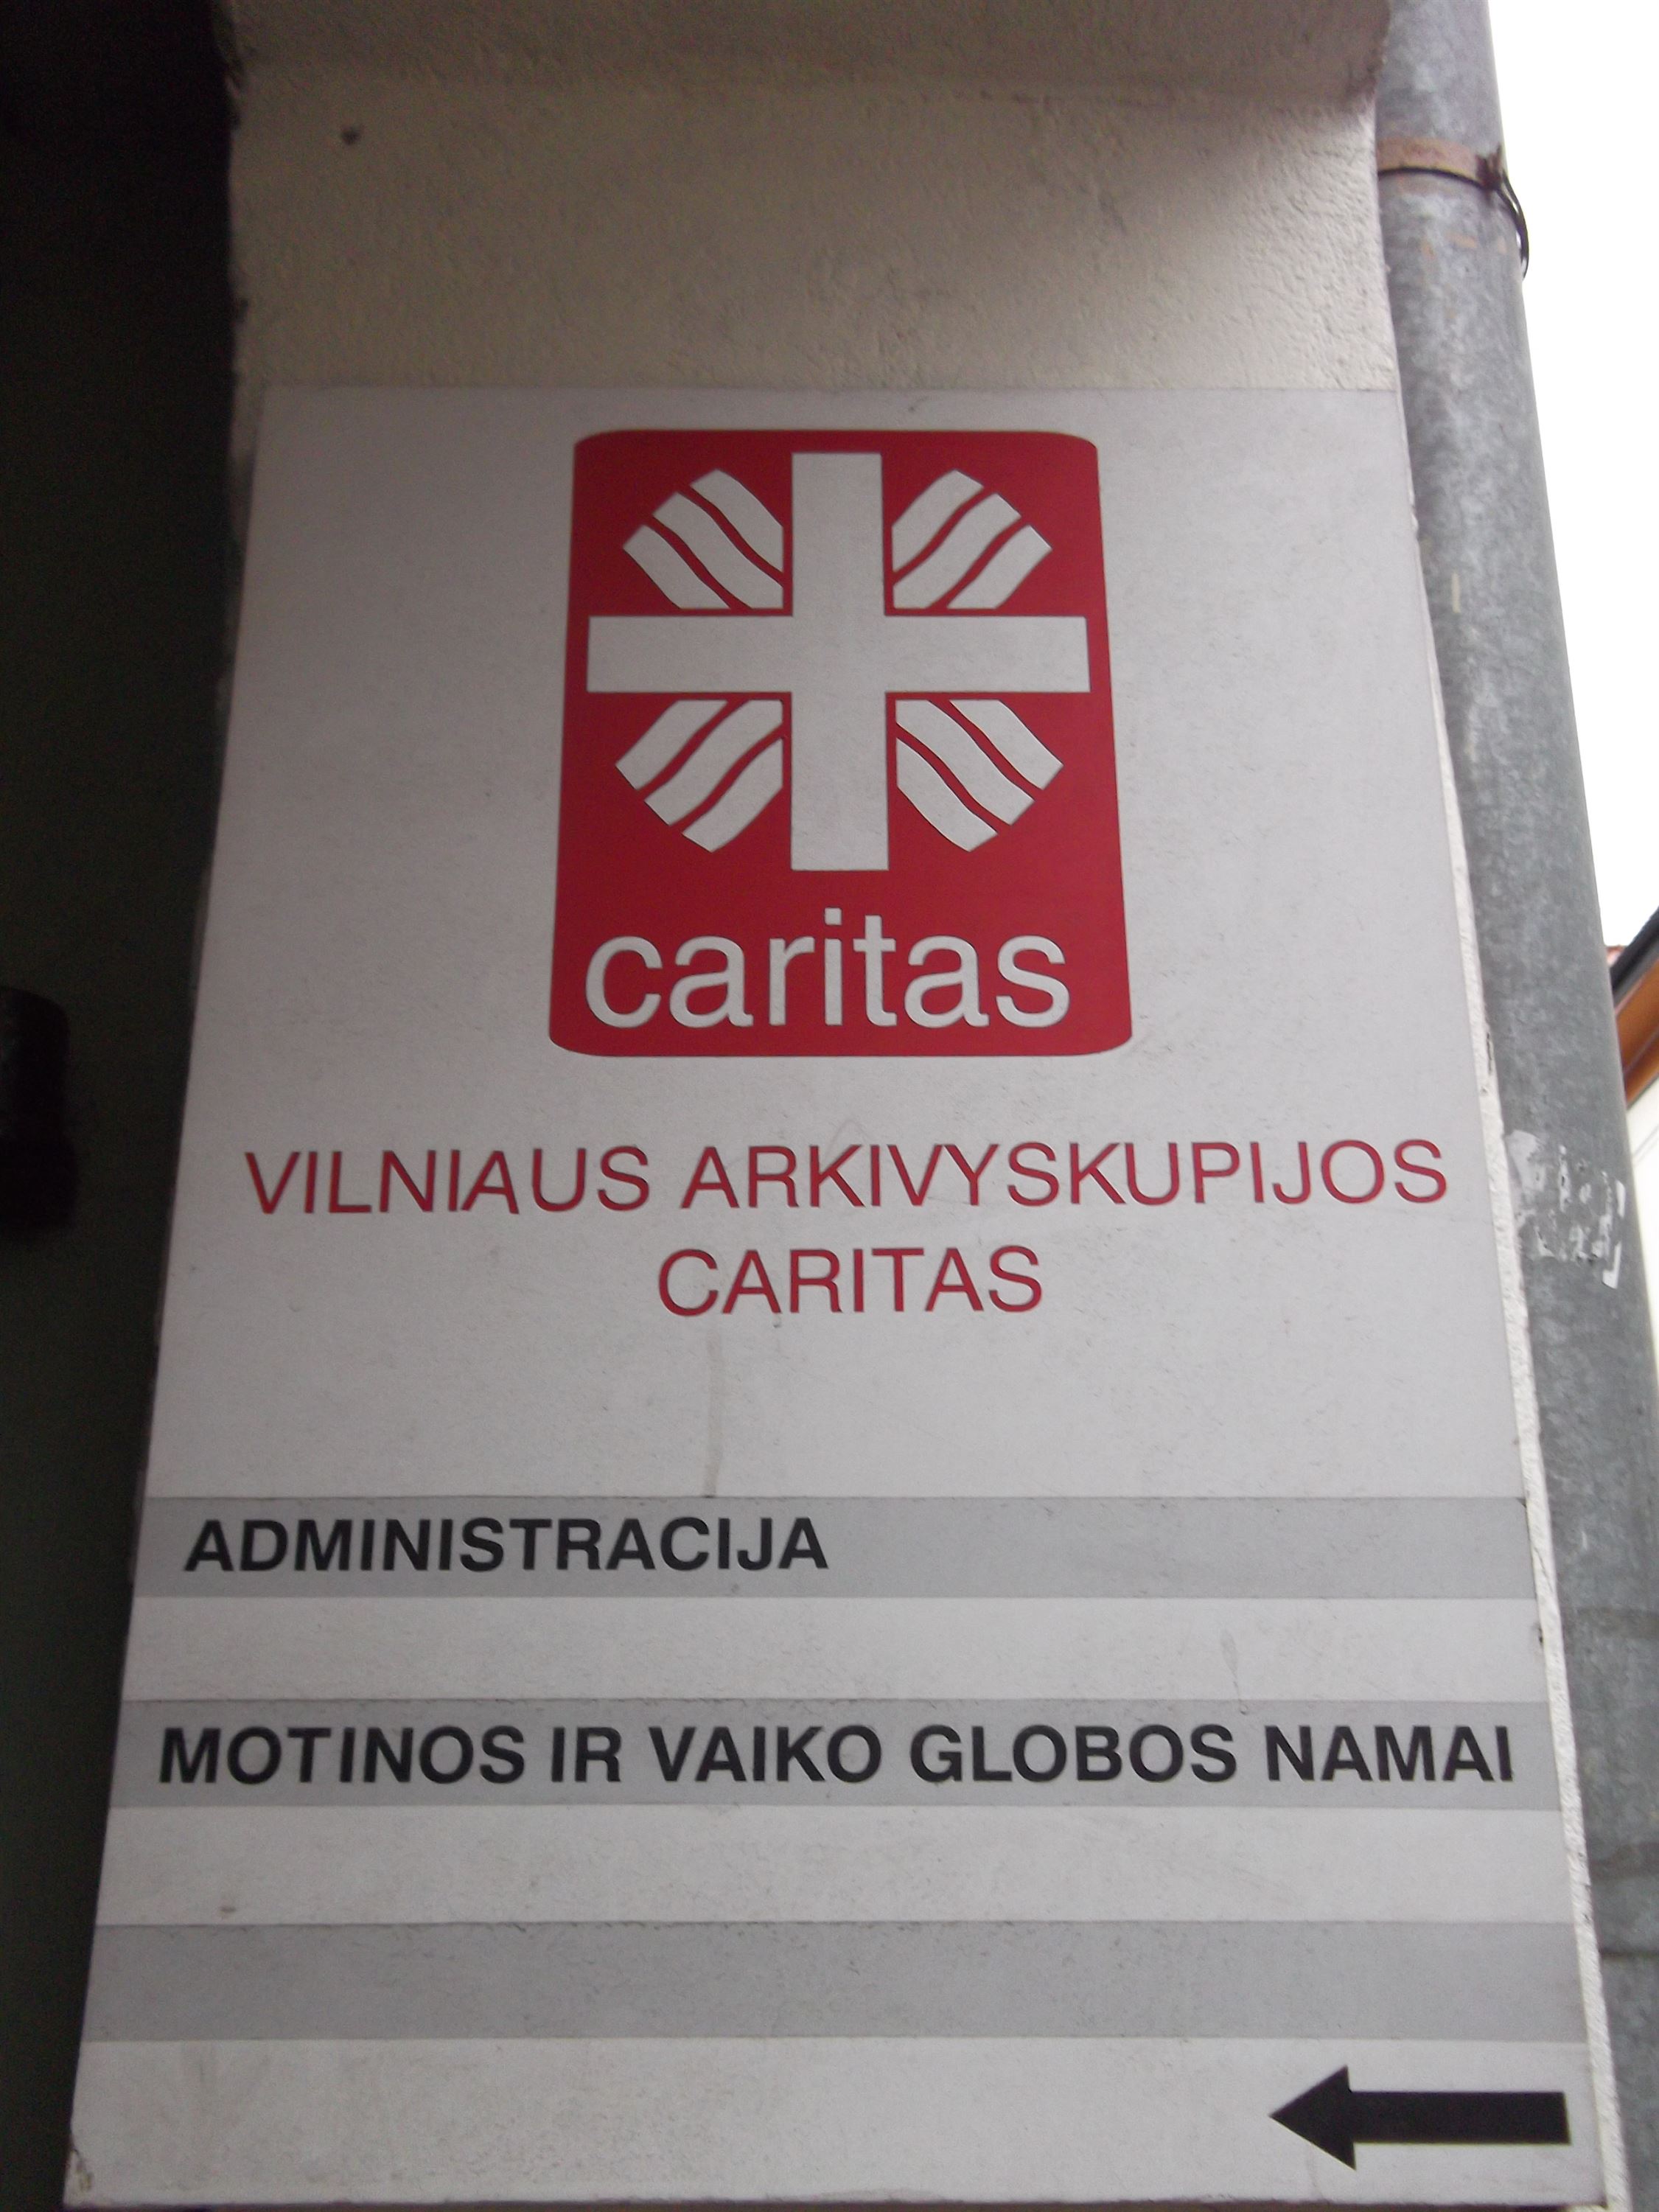 caritas
VILNIAUS ARKIVYSKUPIJOS
CARITAS
ADMINISTRACIJA
MOTINOS IR VAIKO GLOBOS NAMAI